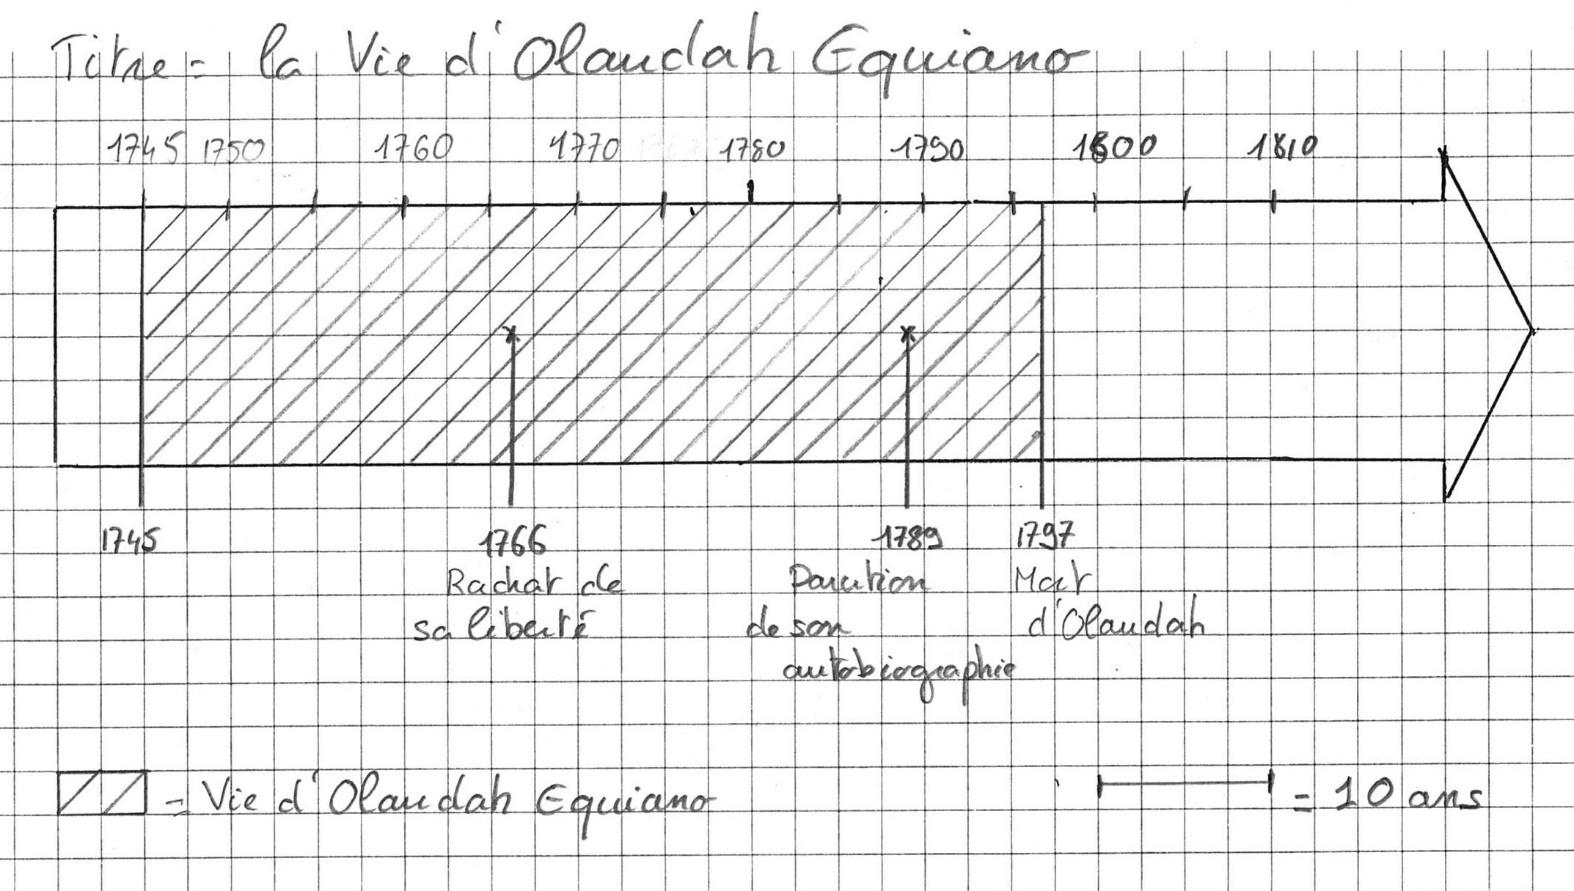 Titre = la Vie d'Olaudah Equiano
1745 1750 1760 1770 1780 1790 1800 1810
1745 1766 1789 1797
Rachat de Parution Mort
sa liberté de son d'Olaudah
autobiographie
= Vie d'Olaudah Equiano = 10 ans